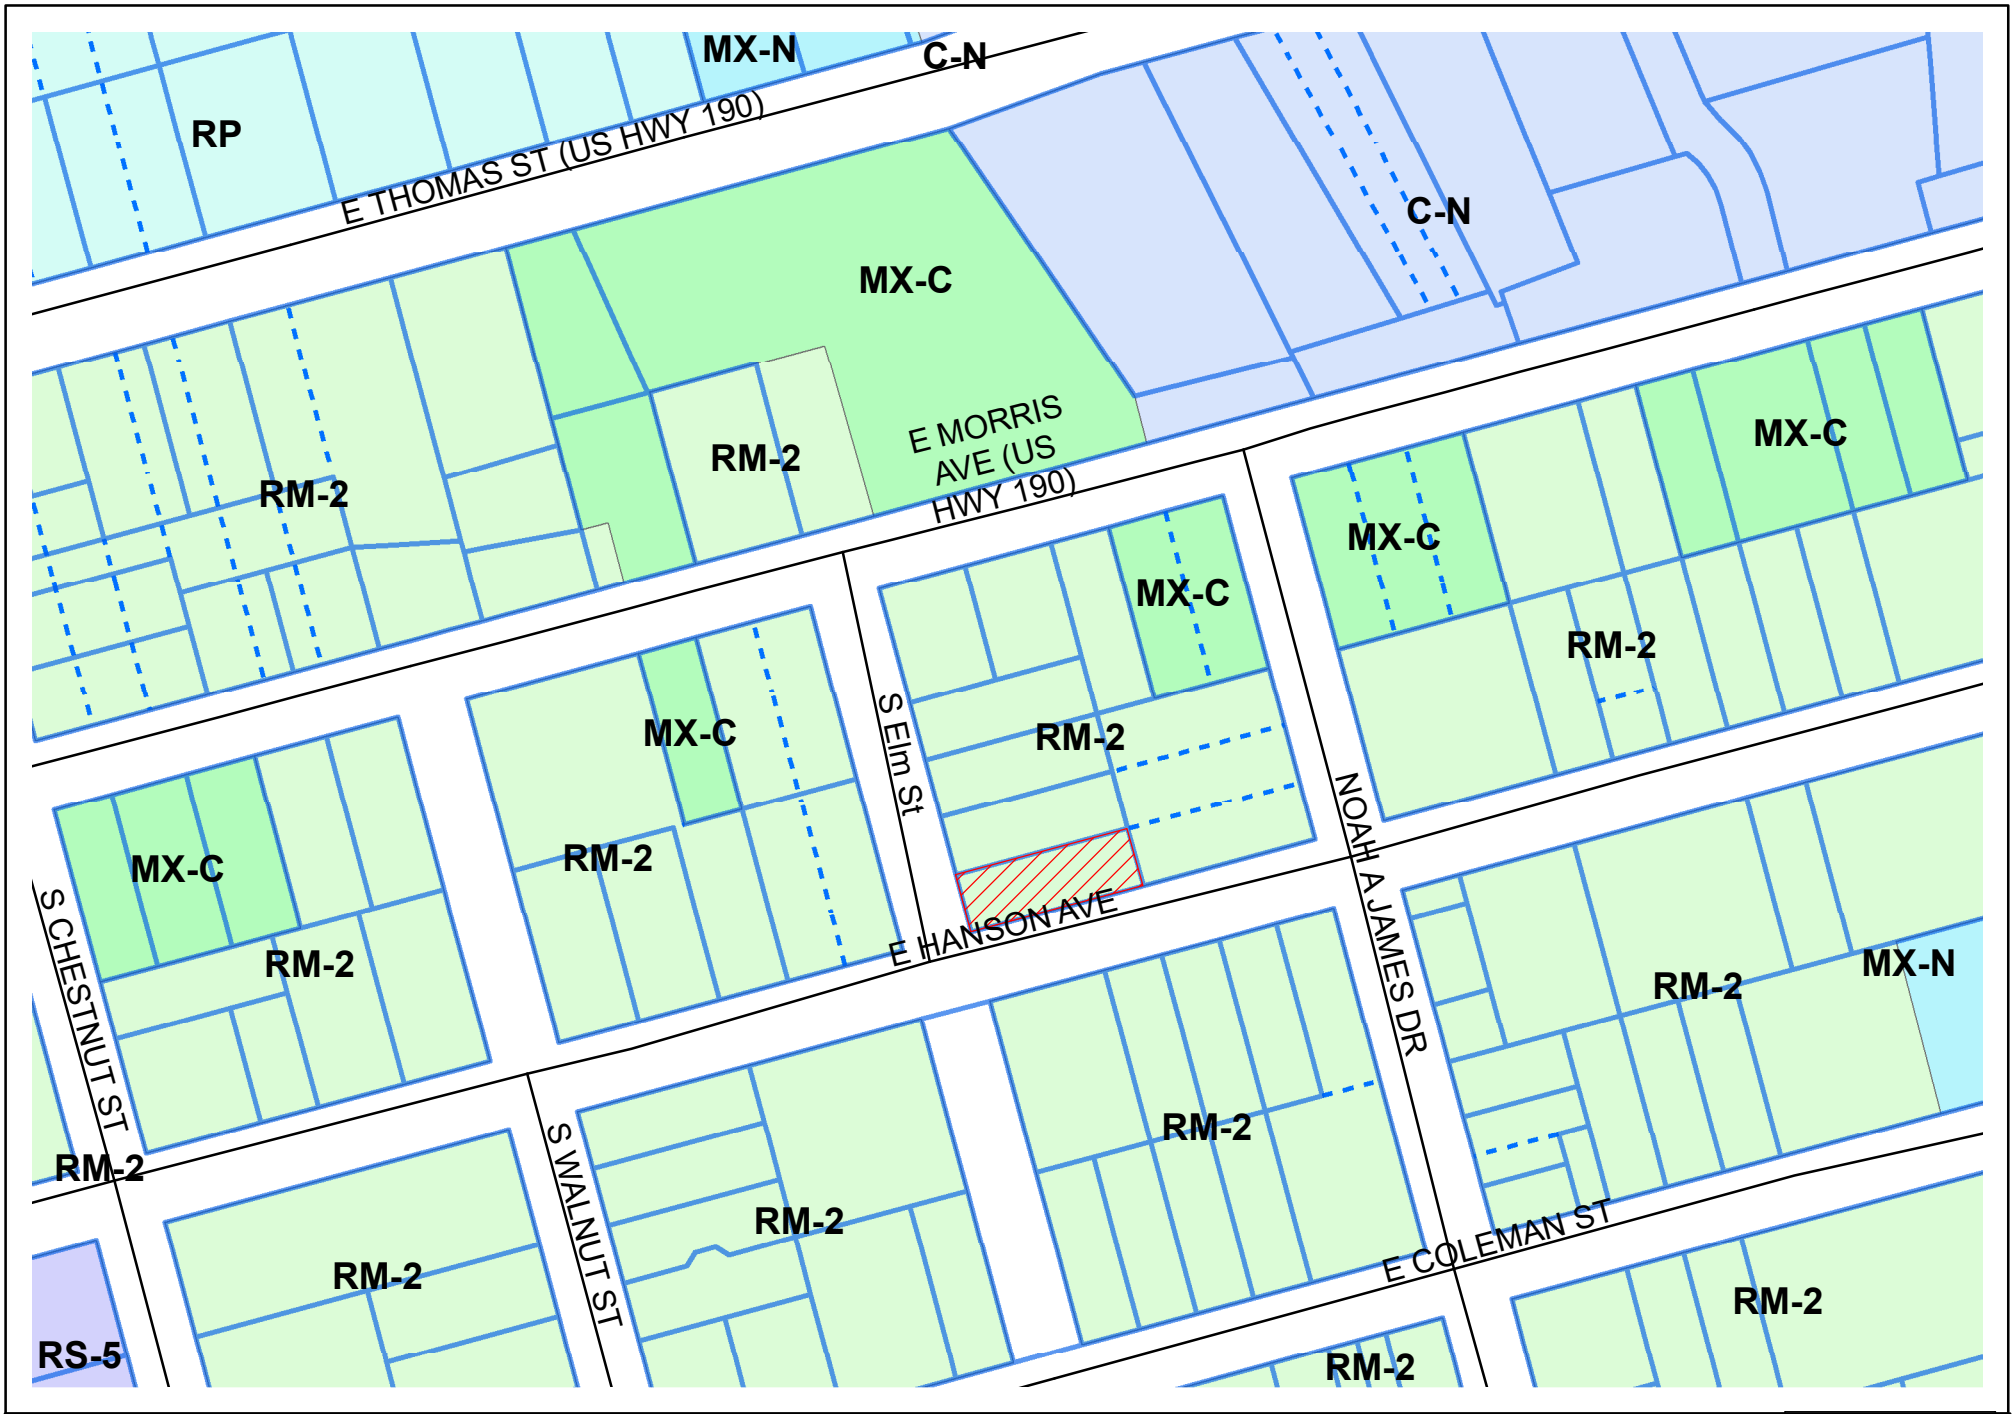 MX-N
C-N
RP
E THOMAS ST (US HWY 190)
C-N
MX-C
MX-C
E MORRIS
AVE (US
HWY 190)
RM-2
RM-2
MX-C
MX-C
RM-2
S Elm St
MX-C
RM-2
NOAH A JAMES DR
RM-2
MX-C
E HANSON AVE
S CHESTNUT ST
RM-2
MX-N
RM-2
RM-2
RM-2
S WALNUT ST
RM-2
E COLEMAN ST
RM-2
RM-2
RS-5
RM-2